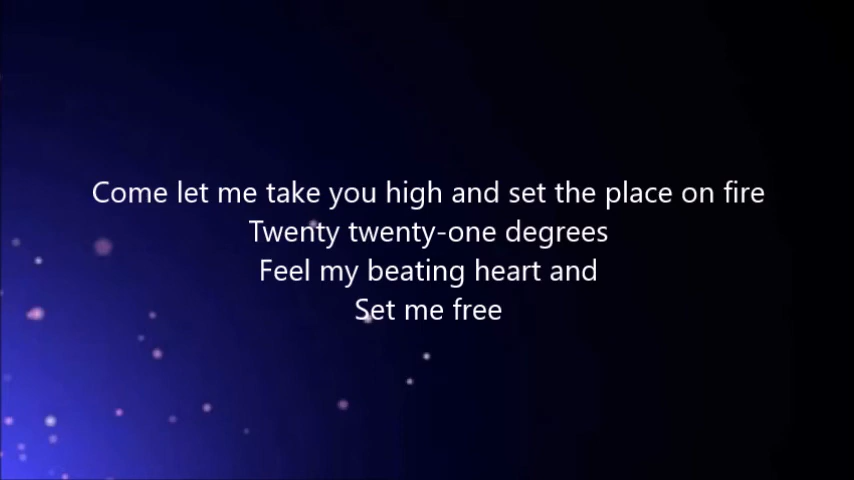 Come let me take you high and set the place on fire
Twenty twenty-one degrees
Feel my beating heart and
Set me free